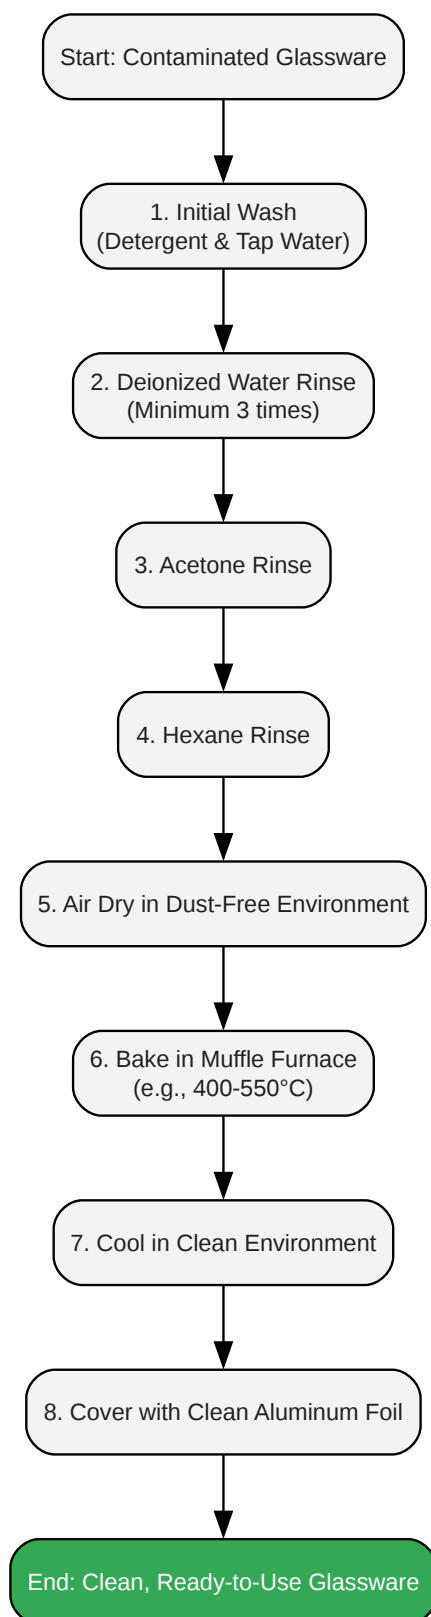 Start: Contaminated Glassware
1. Initial Wash
(Detergent & Tap Water)
2. Deionized Water Rinse
(Minimum 3 times)
3. Acetone Rinse
4. Hexane Rinse
5. Air Dry in Dust-Free Environment
6. Bake in Muffle Furnace
(e.g., 400-550°C)
7. Cool in Clean Environment
8. Cover with Clean Aluminum Foil
End: Clean, Ready-to-Use Glassware